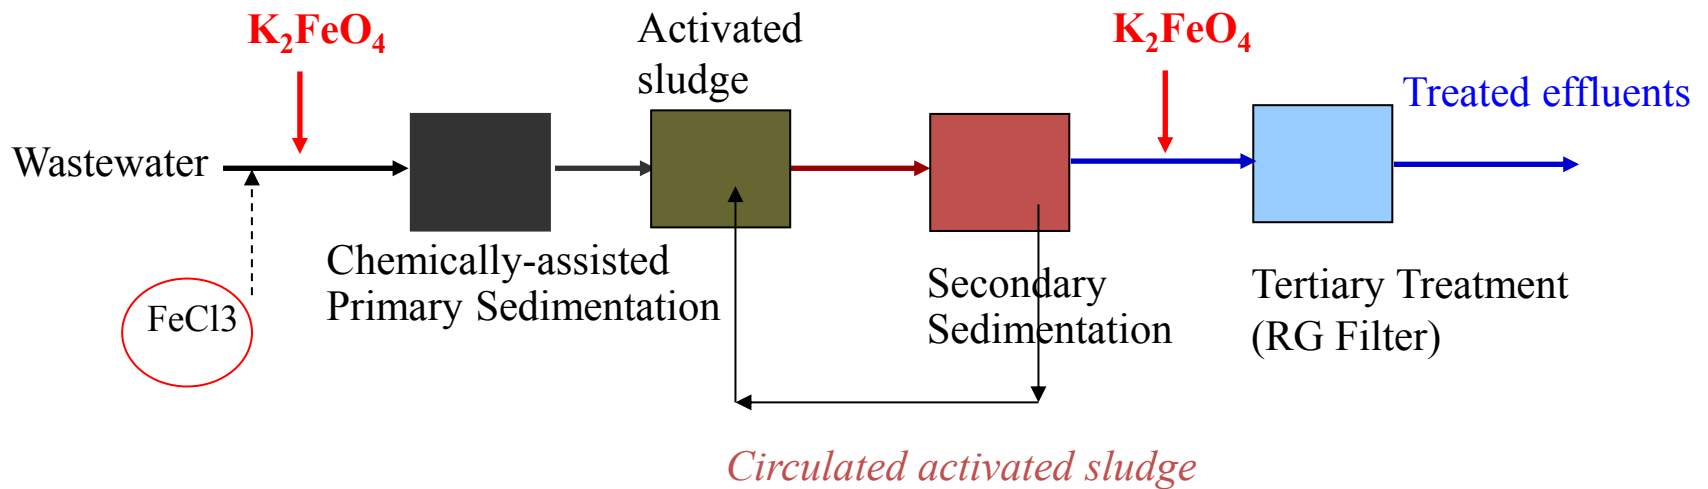 K₂FeO₄
Activated
sludge
K₂FeO₄
Treated effluents
Wastewater
FeCl3
Chemically-assisted
Primary Sedimentation
Secondary
Sedimentation
Tertiary Treatment
(RG Filter)
Circulated activated sludge